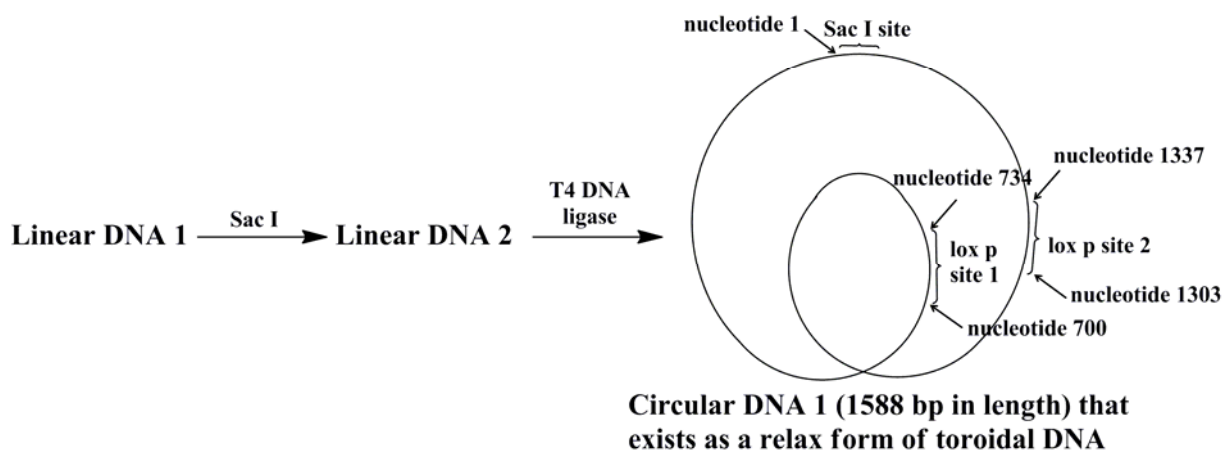 nucleotide 1
Sac I site
nucleotide 1337
nucleotide 734
T4 DNA
ligase
Linear DNA 1
Sac I
Linear DNA 2
lox p
site 1
lox p site 2
nucleotide 1303
nucleotide 700
Circular DNA 1 (1588 bp in length) that
exists as a relax form of toroidal DNA